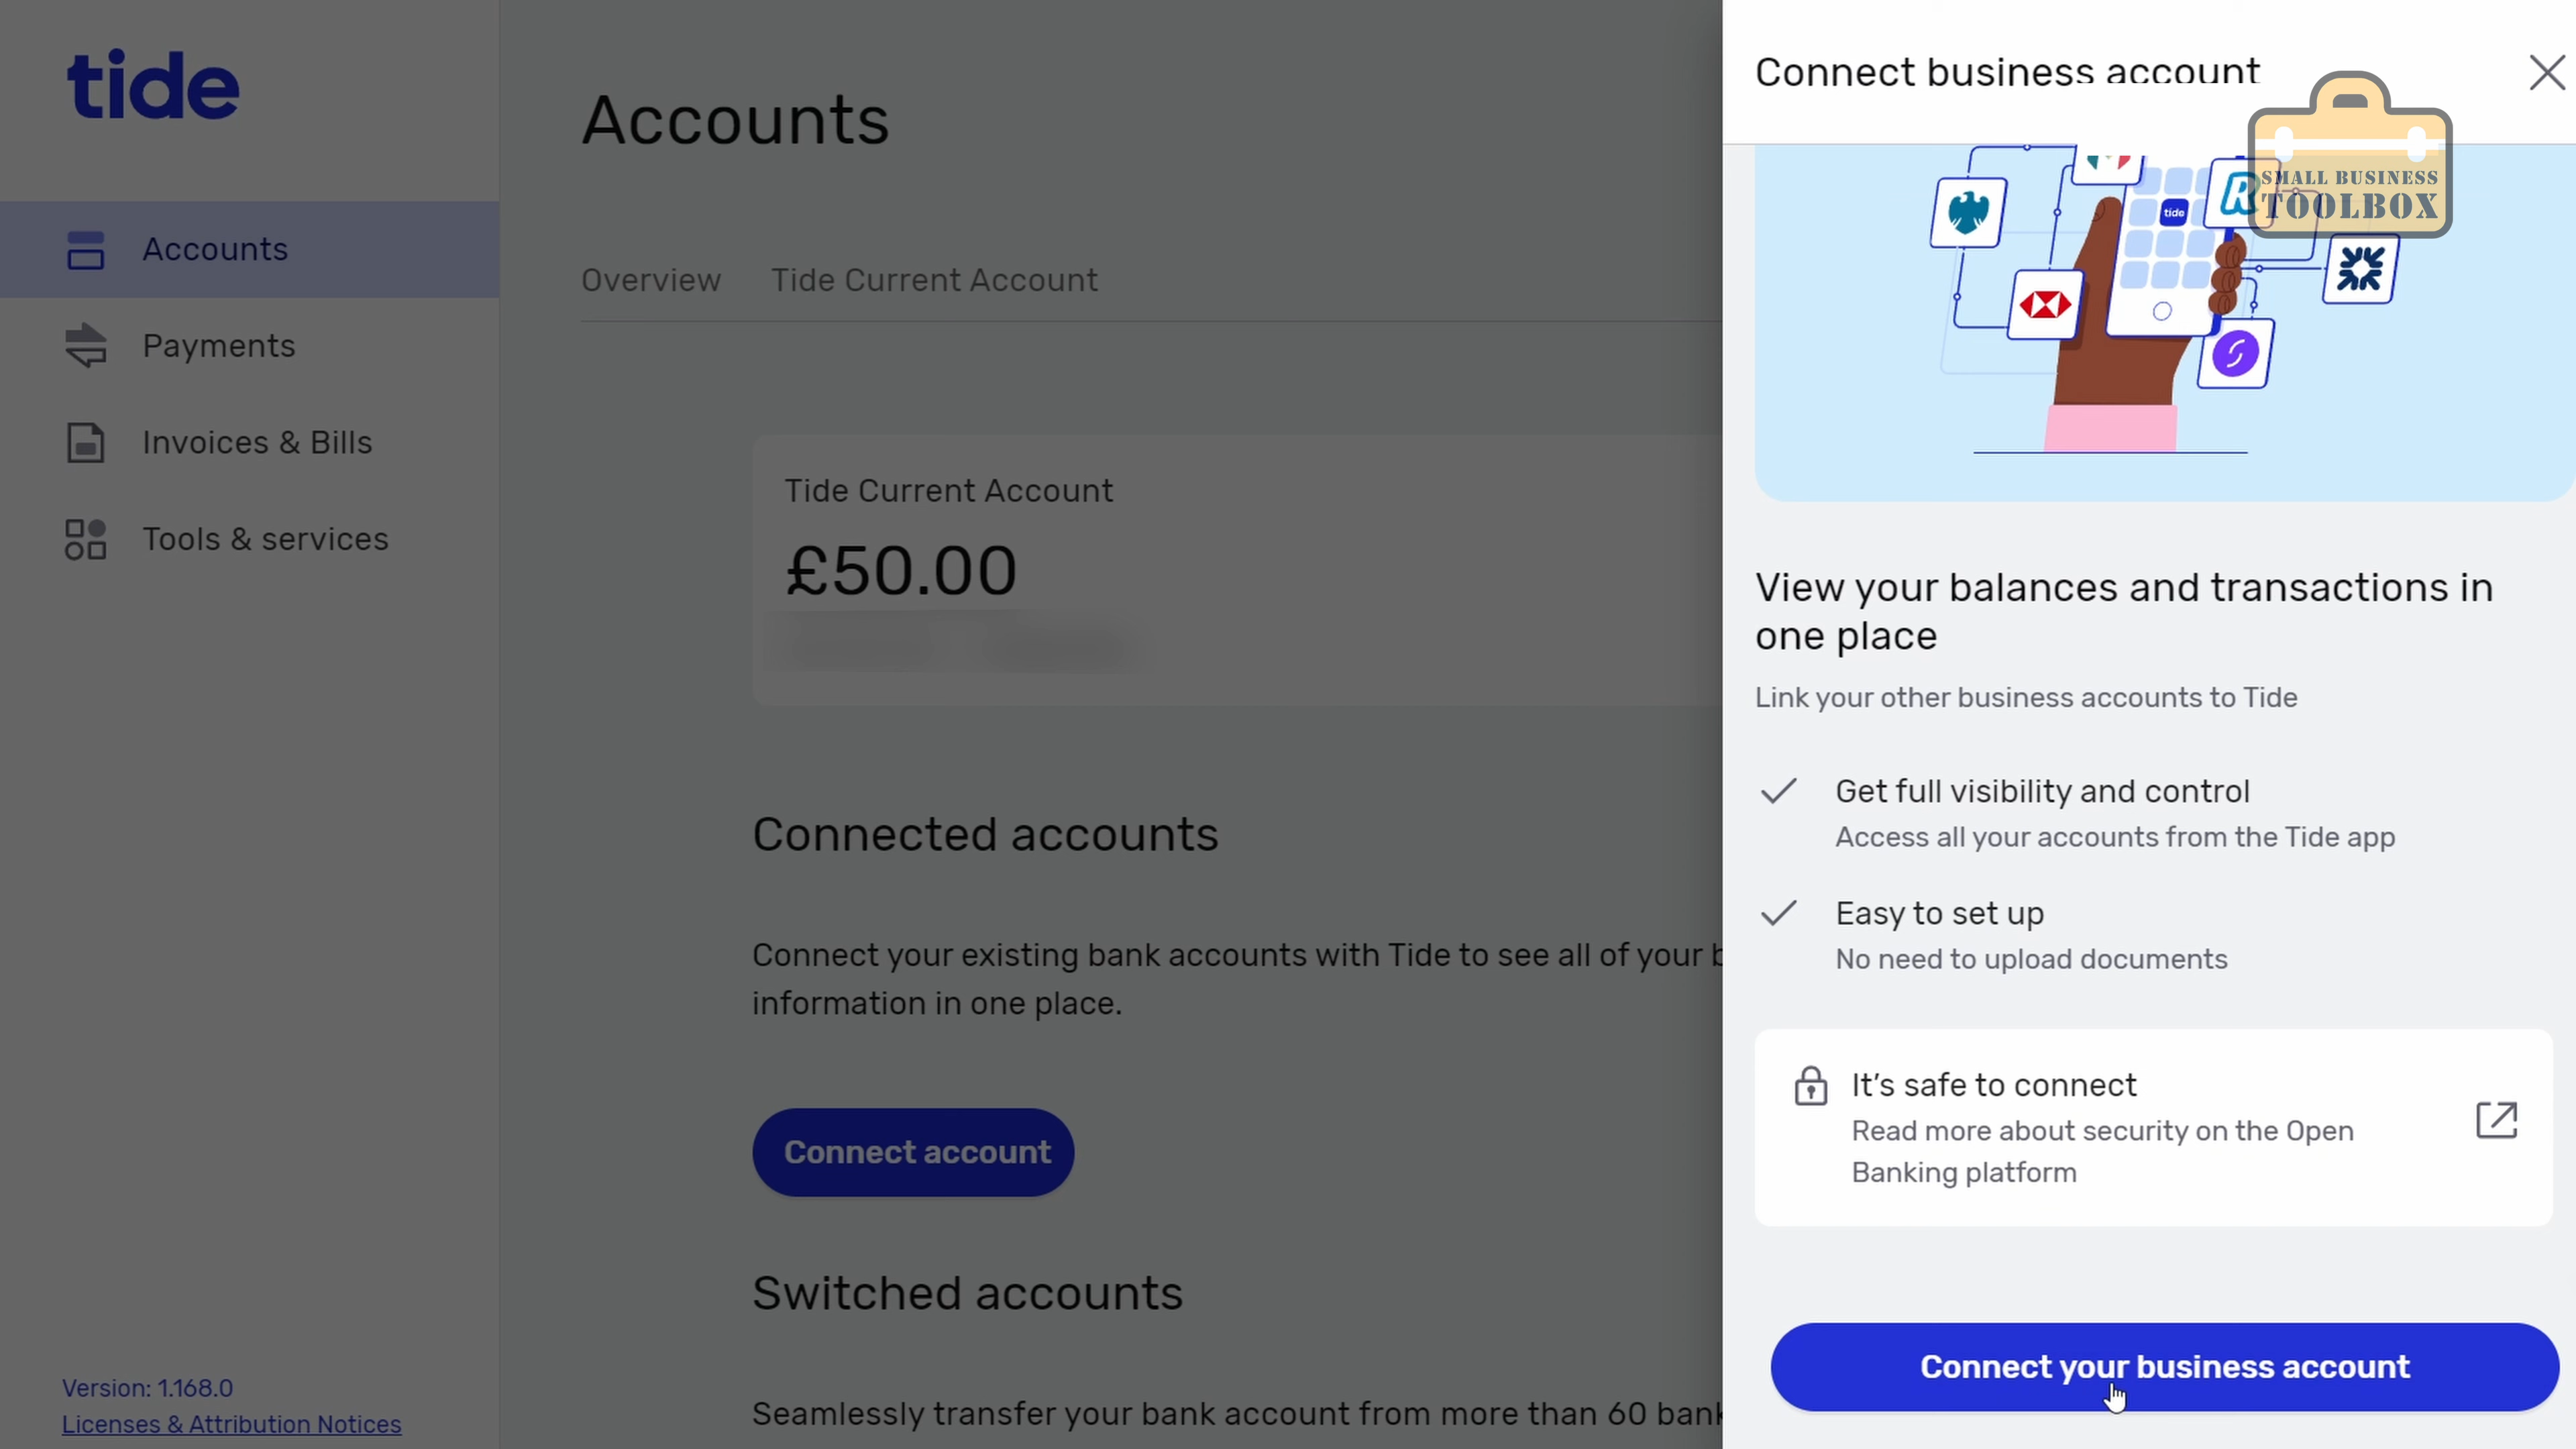 tide
Accounts
Payments
Invoices & Bills
Tools & services
Version: 1.168.0
Licenses & Attribution Notices
Accounts
Overview
Tide Current Account
Tide Current Account
£50.00
Connected accounts
Connect your existing bank accounts with Tide to see all of your
information in one place.
Connect account
Switched accounts
Seamlessly transfer your bank account from more than 60
Connect business account
SMALL BUSINESS
TOOLBOX
tide
R
View your balances and transactions in
one place
Link your other business accounts to Tide
Get full visibility and control
Access all your accounts from the Tide app
Easy to set up
No need to upload documents
It's safe to connect
Read more about security on the Open
Banking platform
Connect your business account